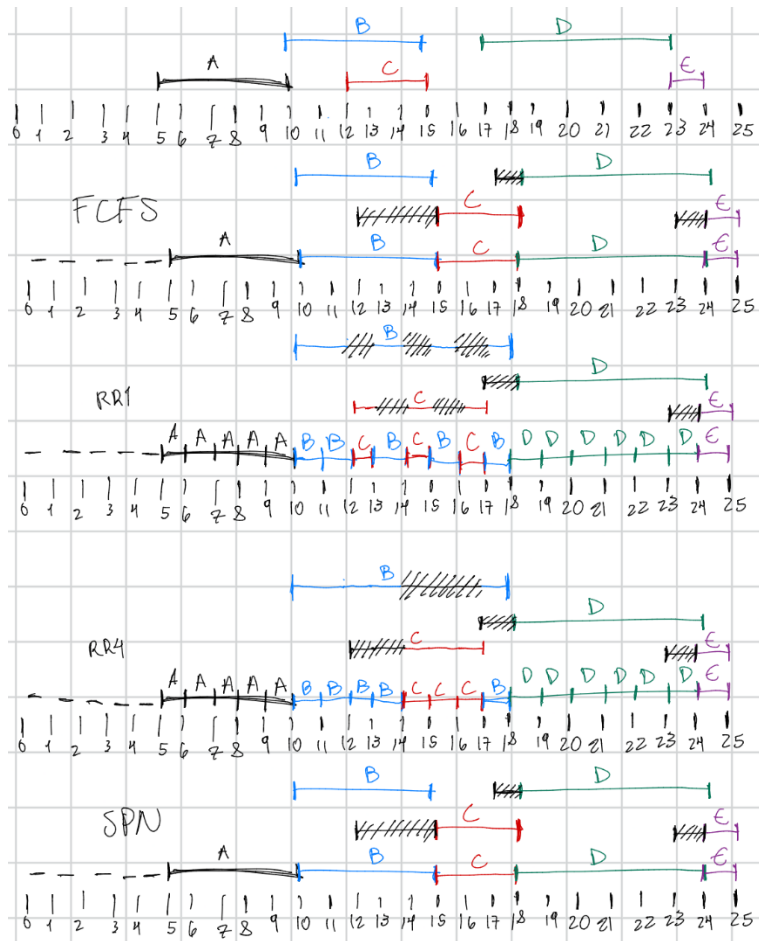 B D
A C E
0 1 2 3 4 5 6 7 8 9 10 11 12 13 14 15 16 17 18 19 20 21 22 23 24 25
B D
FCFS C E
A B C D E
0 1 2 3 4 5 6 7 8 9 10 11 12 13 14 15 16 17 18 19 20 21 22 23 24 25
B
D
RR1 C E
A A A A A B B C B C B C B D D D D D D E
0 1 2 3 4 5 6 7 8 9 10 11 12 13 14 15 16 17 18 19 20 21 22 23 24 25
B
D
RR4 C E
A A A A A B B B B C C C B D D D D D D E
0 1 2 3 4 5 6 7 8 9 10 11 12 13 14 15 16 17 18 19 20 21 22 23 24 25
B D
SPN C E
A B C D E
0 1 2 3 4 5 6 7 8 9 10 11 12 13 14 15 16 17 18 19 20 21 22 23 24 25